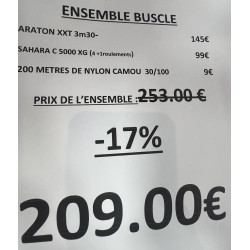 ENSEMBLE BUSCLE
ARATON XXT 3m30- 145€
SAHARA C 5000 XG (4 +1roulements) 99€
200 METRES DE NYLON CAMOU 30/100 9€
PRIX DE L'ENSEMBLE :253.00 €
-17%
209.00€